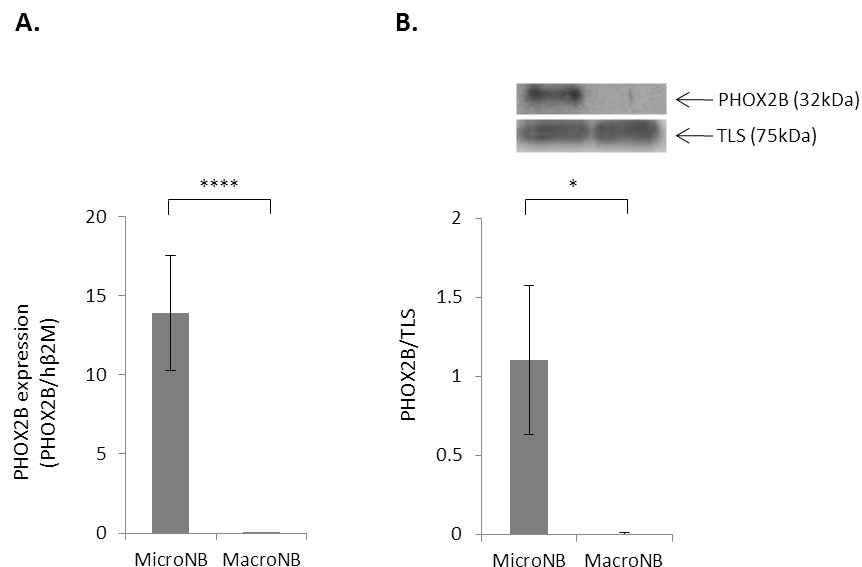 A.
B.
PHOX2B (32kDa)
TLS (75kDa)
****
*
PHOX2B expression
(PHOX2B/hβ2M)
20
15
10
5
0
MicroNB MacroNB
PHOX2B/TLS
2
1.5
1
0.5
0
MicroNB MacroNB